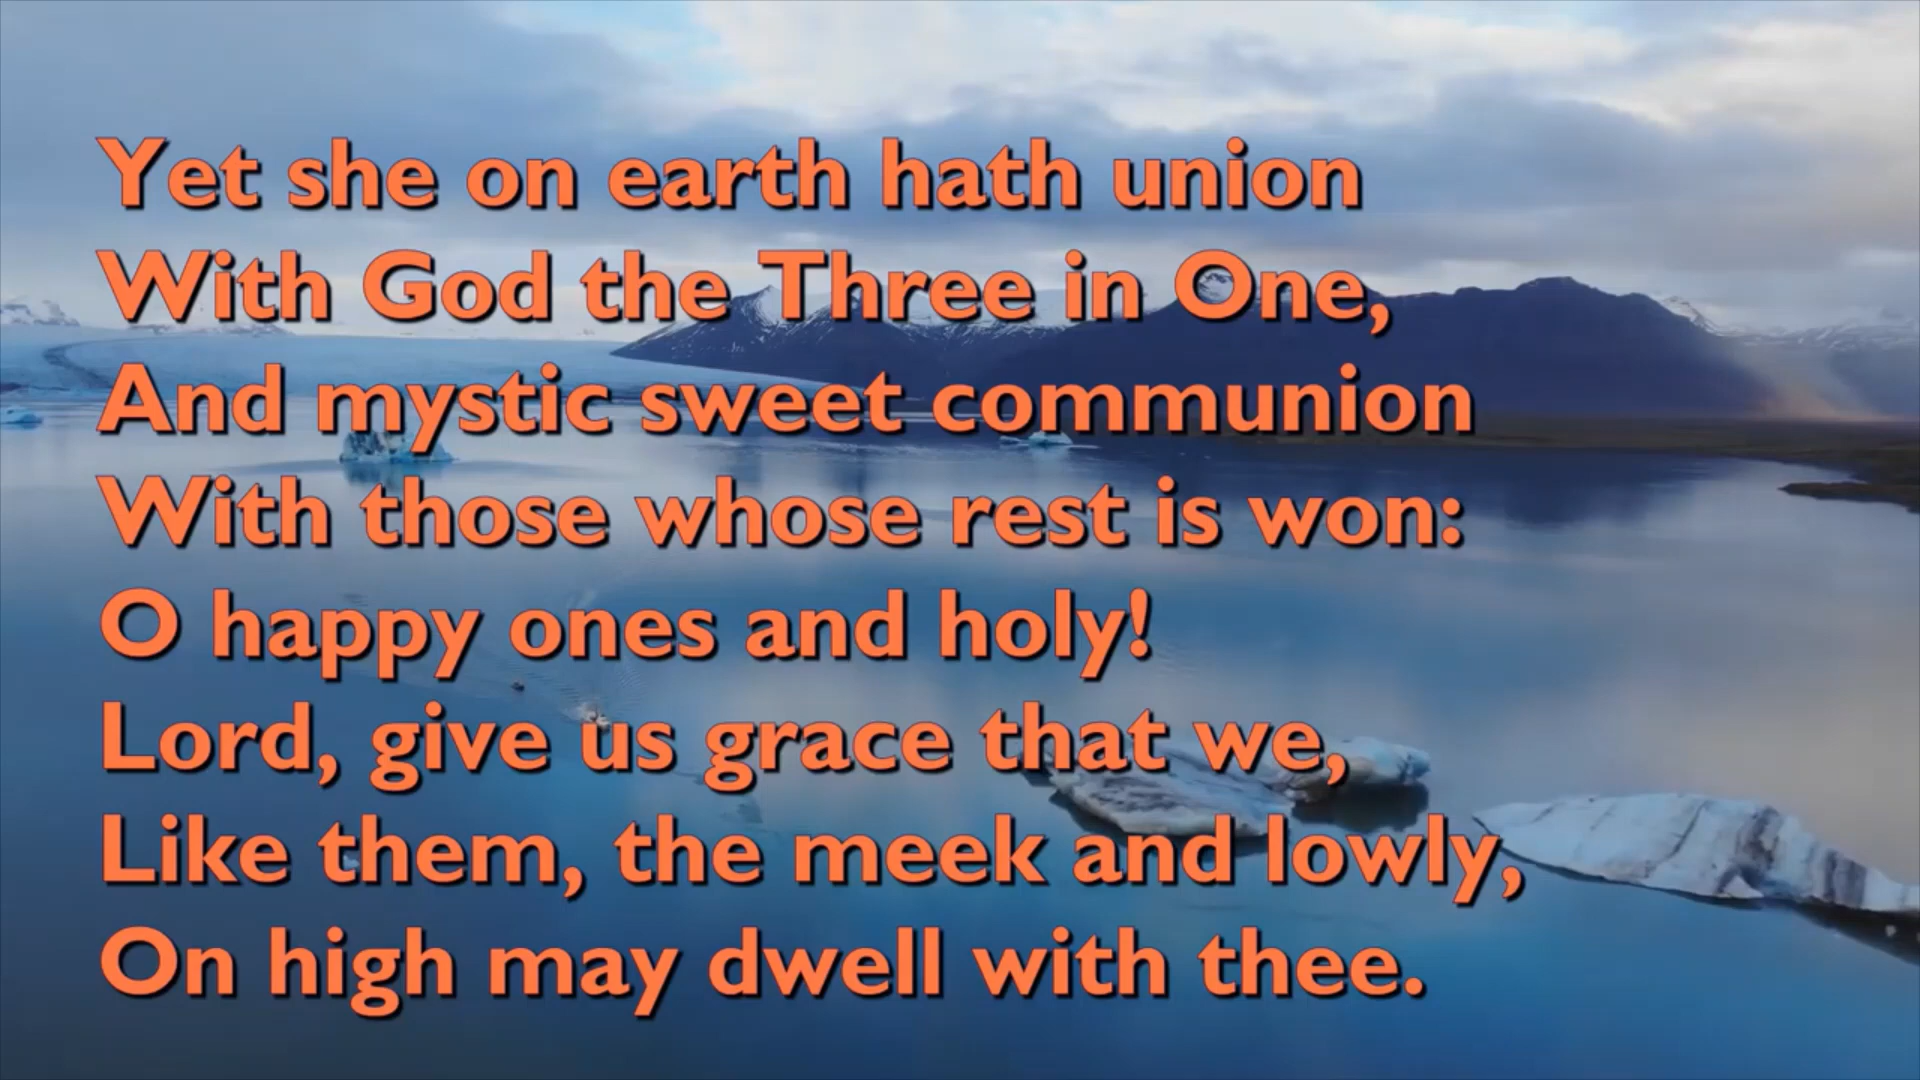 Yet she on earth hath union
With God the Three in One,
And mystic sweet communion
With those whose rest is won:
O happy ones and holy!
Lord, give us grace that we,
Like them, the meek and lowly,
On high may dwell with thee.